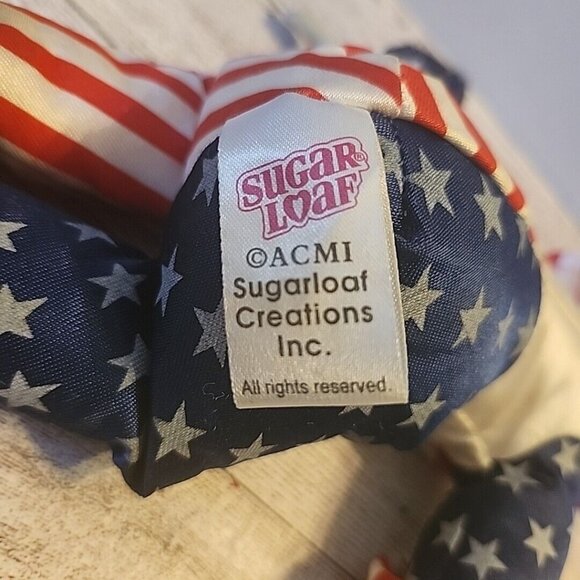 SUGAR®
LOAF
©ACMI
Sugarloaf
Creations
Inc.
All rights reserved.